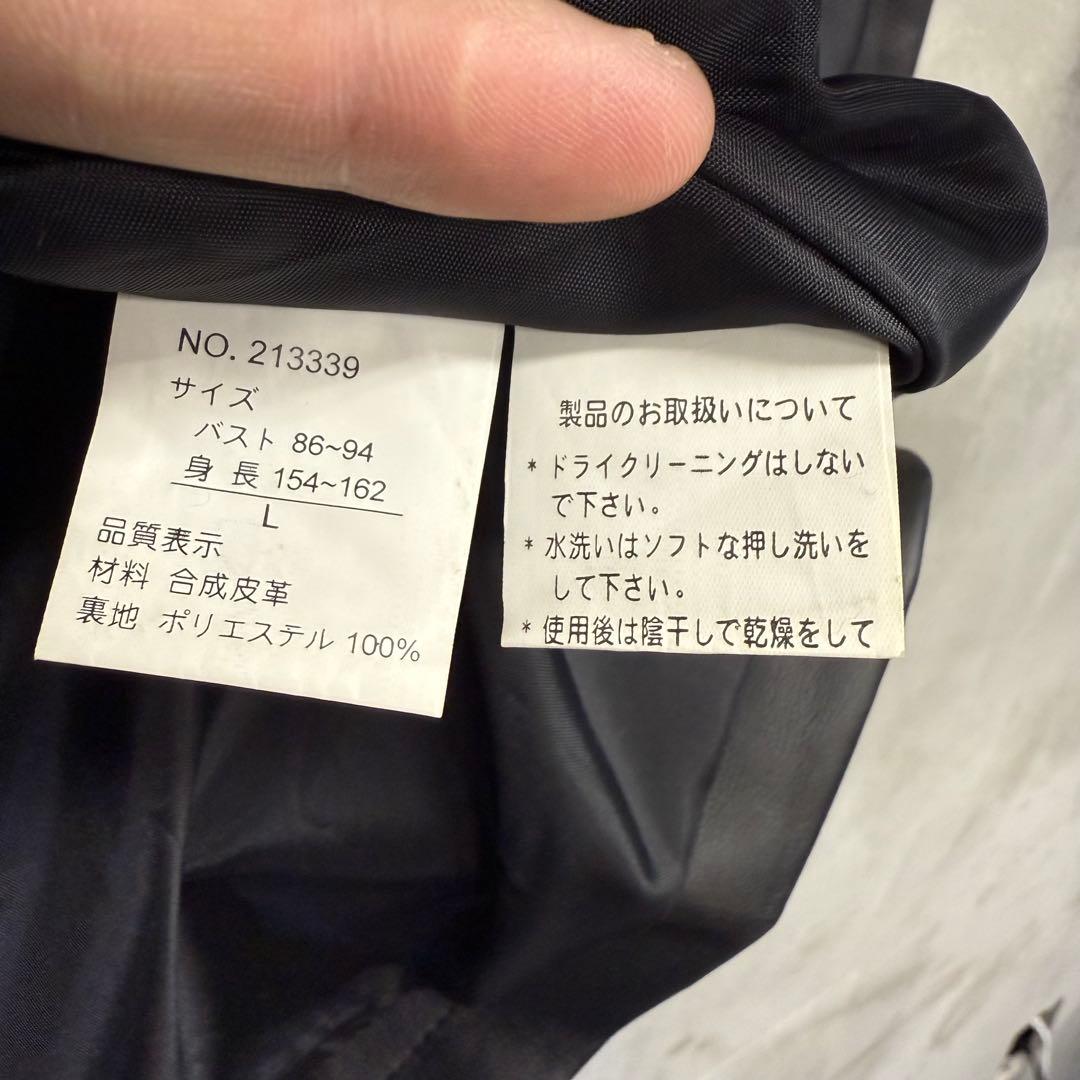 NO. 213339
サイズ
バスト 86~94
身 長 154~162
L
品質表示
材料 合成皮革
裏地 ポリエステル 100%
製品のお取扱いについて
* ドライクリーニングはしない
で下さい。
* 水洗いはソフトな押し洗いを
して下さい。
* 使用後は陰干しで乾燥をして